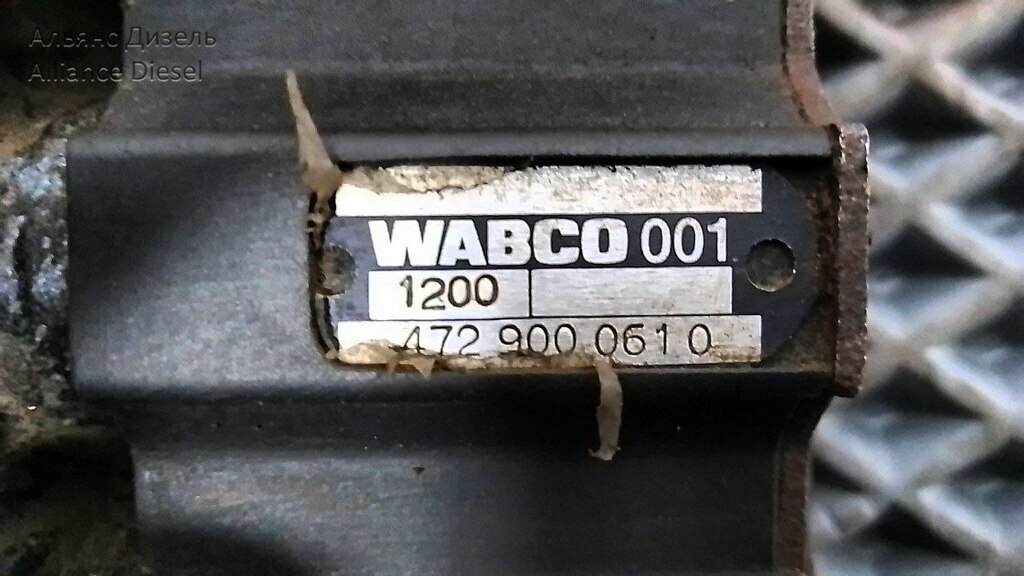 Альянс Дизель
Alliance Diesel
WABCO 001
1200
472 900 061 0